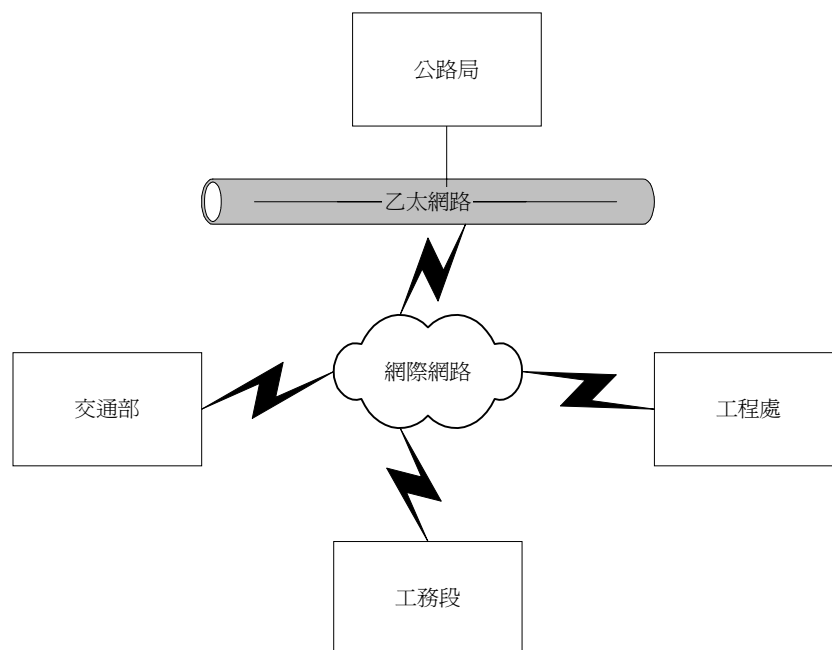 公路局
乙太網路
網際網路
交通部
工程處
工務段